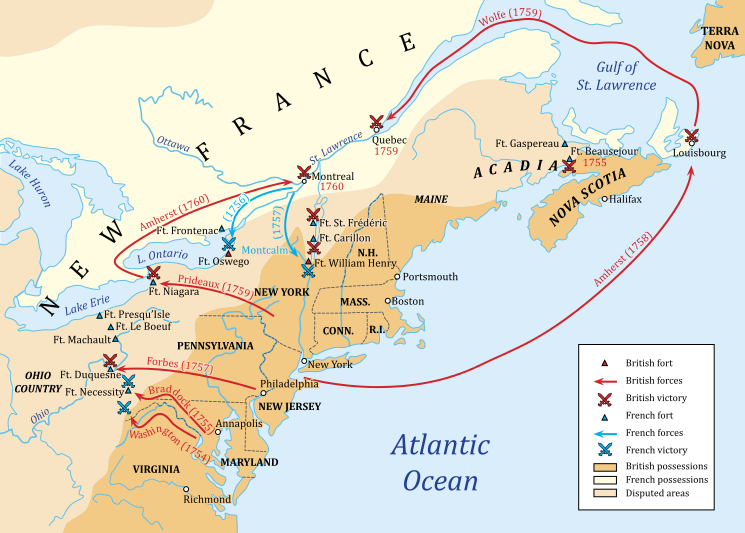 Wolfe (1759)
TERRA
NOVA
NEW FRANCE
Gulf of
St. Lawrence
Ottawa
St. Lawrence
Quebec
1759
Ft. Gaspereau
Ft. Beausejour
1755
Louisbourg
ACADIA
NOVA SCOTIA
Halifax
Lake Huron
Montreal
1760
Amherst (1760)
(1756)
(1757)
Montcalm
MAINE
Ft. Frontenac
Ft. St. Frédéric
Ft. Carillon
L. Ontario
Ft. Oswego
N.H.
Ft. William Henry
Amherst (1758)
Ft. Niagara
Prideaux (1759)
Lake Erie
NEW YORK
Portsmouth
MASS.
Boston
Ft. Presqu'Isle
Ft. Le Boeuf
Ft. Machault
CONN.
R.I.
PENNSYLVANIA
Forbes (1757)
New York
OHIO
COUNTRY
Ft. Duquesne
Ft. Necessity
Braddock (1755)
Philadelphia
NEW JERSEY
Ohio
Washington (1754)
Annapolis
MARYLAND
VIRGINIA
Richmond
Atlantic
Ocean
British fort
British forces
British victory
French fort
French forces
French victory
British possessions
French possessions
Disputed areas